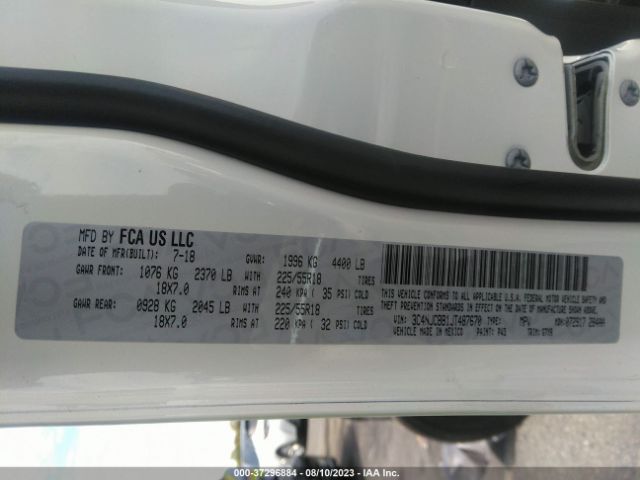 MFD BY FCA US LLC
DATE OF MFR(BUILT): 7-18 GVWR: 1996 KG 4400 LB
GAWR FRONT: 1076 KG 2370 LB WITH 225/55R18 TIRES
18X7.0 RIMS AT 240 KPA ( 35 PSI) COLD
GAWR REAR: 0928 KG 2045 LB WITH 225/55R18 TIRES
18X7.0 RIMS AT 220 KPA ( 32 PSI) COLD
THIS VEHICLE CONFORMS TO ALL APPLICABLE U.S.A. FEDERAL MOTOR VEHICLE SAFETY AND
THEFT PREVENTION STANDARDS IN EFFECT ON THE DATE OF MANUFACTURE SHOWN ABOVE.
VIN: 3C4NJCBB1JT487670 TYPE: MPV MDH: 072517 284AA
VEHICLE MADE IN MEXICO PAINT: PW3 TRIM:
000-37296884 - 08/10/2023 - IAA Inc.